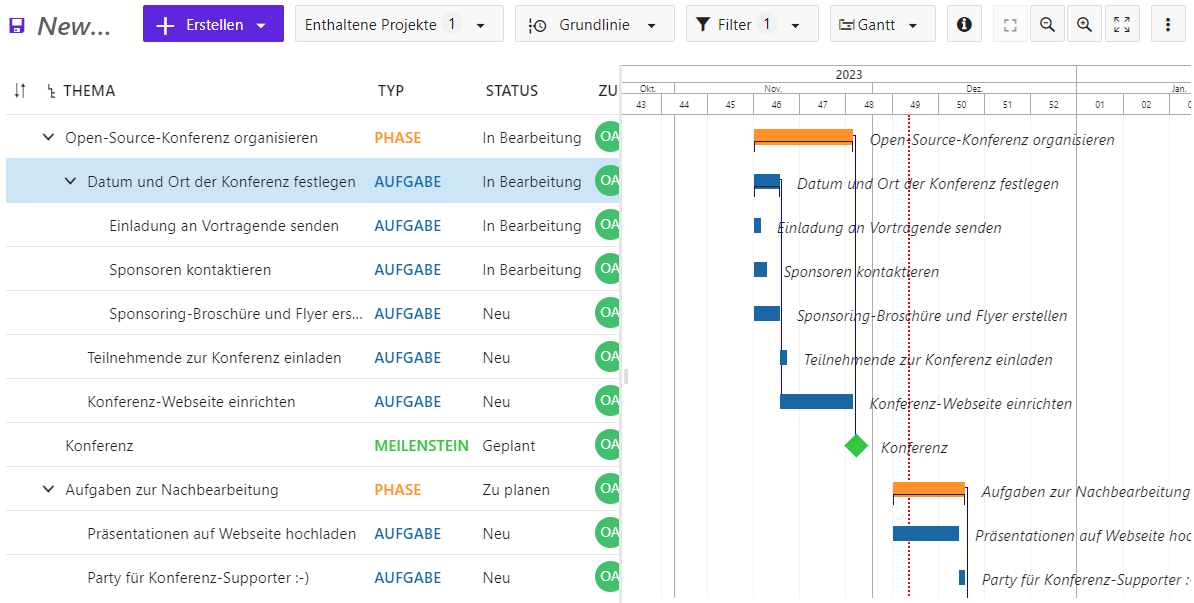 New...
Erstellen
Enthaltene Projekte 1
Grundlinie
Filter 1
Gantt
THEMA TYP STATUS ZU
2023
Okt. Nov. Dez. Jan.
43 44 45 46 47 48 49 50 51 52 01 02
Open-Source-Konferenz organisieren PHASE In Bearbeitung OA Open-Source-Konferenz organisieren
Datum und Ort der Konferenz festlegen AUFGABE In Bearbeitung OA Datum und Ort der Konferenz festlegen
Einladung an Vortragende senden AUFGABE In Bearbeitung OA Einladung an Vortragende senden
Sponsoren kontaktieren AUFGABE In Bearbeitung OA Sponsoren kontaktieren
Sponsoring-Broschüre und Flyer ers... AUFGABE Neu OA Sponsoring-Broschüre und Flyer erstellen
Teilnehmende zur Konferenz einladen AUFGABE Neu OA Teilnehmende zur Konferenz einladen
Konferenz-Webseite einrichten AUFGABE Neu OA Konferenz-Webseite einrichten
Konferenz MEILENSTEIN Geplant OA Konferenz
Aufgaben zur Nachbearbeitung PHASE Zu planen OA Aufgaben zur Nachbearbeitung
Präsentationen auf Webseite hochladen AUFGABE Neu OA Präsentationen auf Webseite hoc
Party für Konferenz-Supporter :-) AUFGABE Neu OA Party für Konferenz-Supporter :-